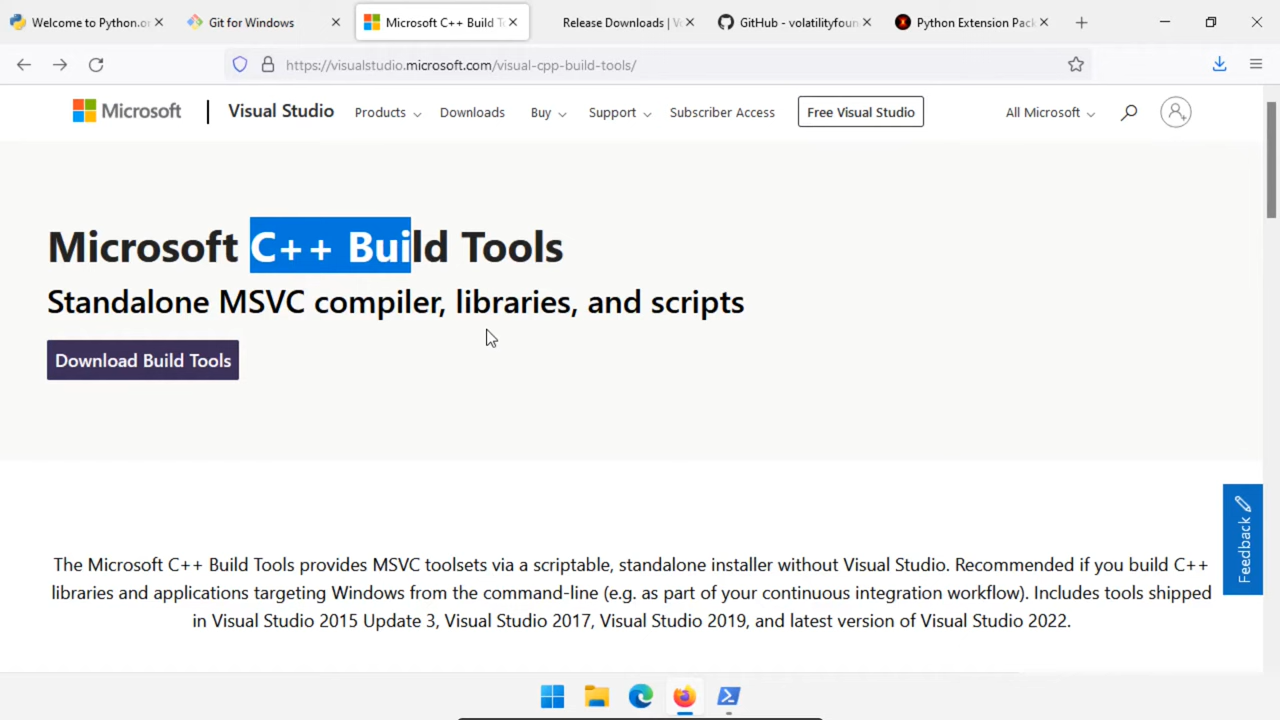 Welcome to Python.or
Git for Windows
Microsoft C++ Build T
Release Downloads | Vo
GitHub - volatilityfoun
Python Extension Pack
https://visualstudio.microsoft.com/visual-cpp-build-tools/
Microsoft
Visual Studio
Products
Downloads
Buy
Support
Subscriber Access
Free Visual Studio
All Microsoft
Microsoft C++ Build Tools
Standalone MSVC compiler, libraries, and scripts
Download Build Tools
Feedback
The Microsoft C++ Build Tools provides MSVC toolsets via a scriptable, standalone installer without Visual Studio. Recommended if you build C++
libraries and applications targeting Windows from the command-line (e.g. as part of your continuous integration workflow). Includes tools shipped
in Visual Studio 2015 Update 3, Visual Studio 2017, Visual Studio 2019, and latest version of Visual Studio 2022.